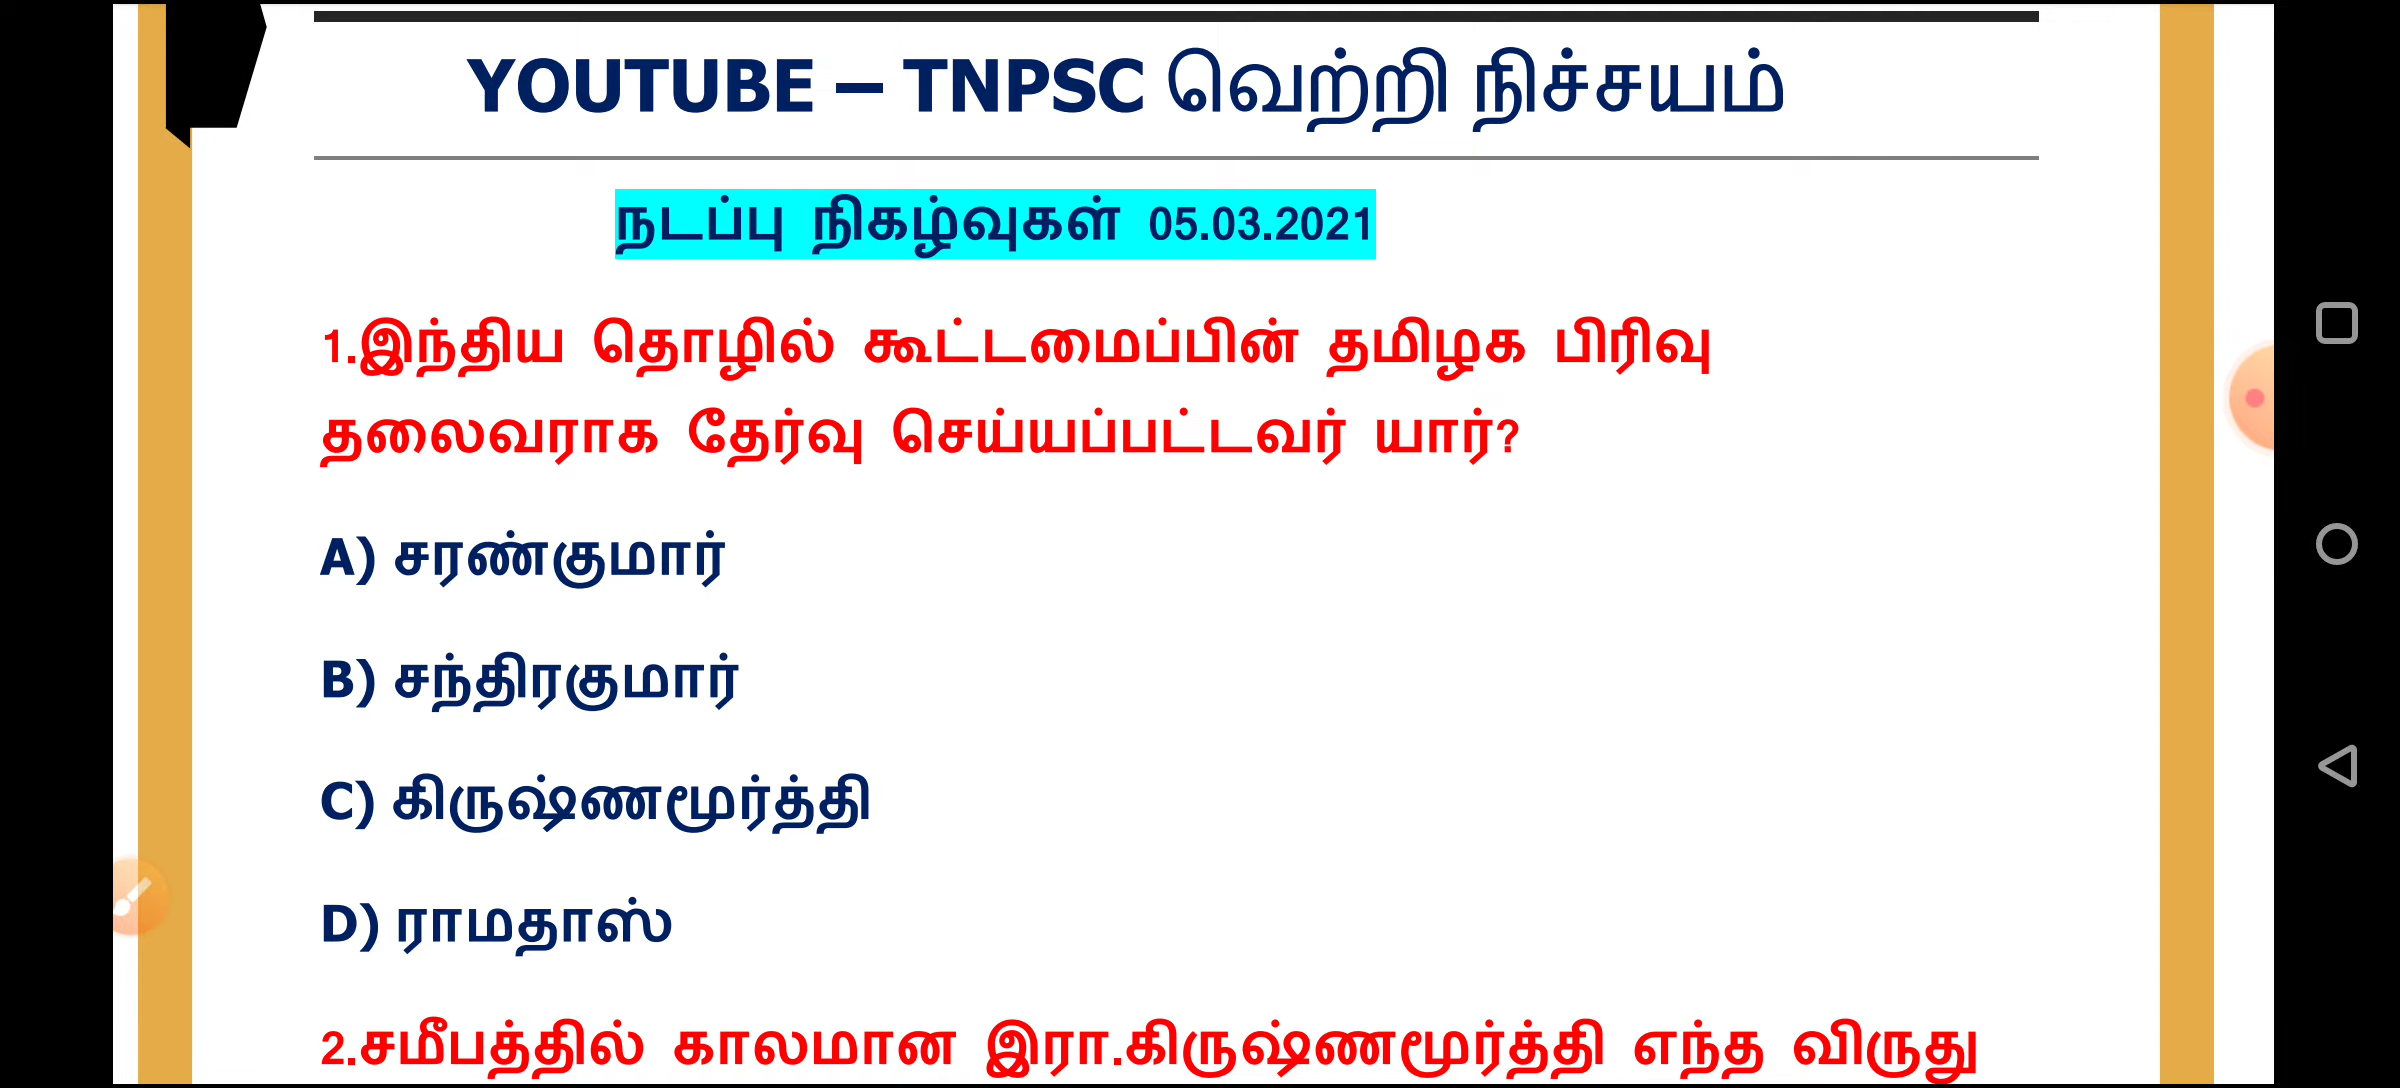 YOUTUBE – TNPSC வெற்றி நிச்சயம்
நடப்பு நிகழ்வுகள் 05.03.2021
1.இந்திய தொழில் கூட்டமைப்பின் தமிழக பிரிவு
தலைவராக தேர்வு செய்யப்பட்டவர் யார்?
A) சரண்குமார்
B) சந்திரகுமார்
C) கிருஷ்ணமூர்த்தி
D) ராமதாஸ்
2.சமீபத்தில் காலமான இரா.கிருஷ்ணமூர்த்தி எந்த விருது